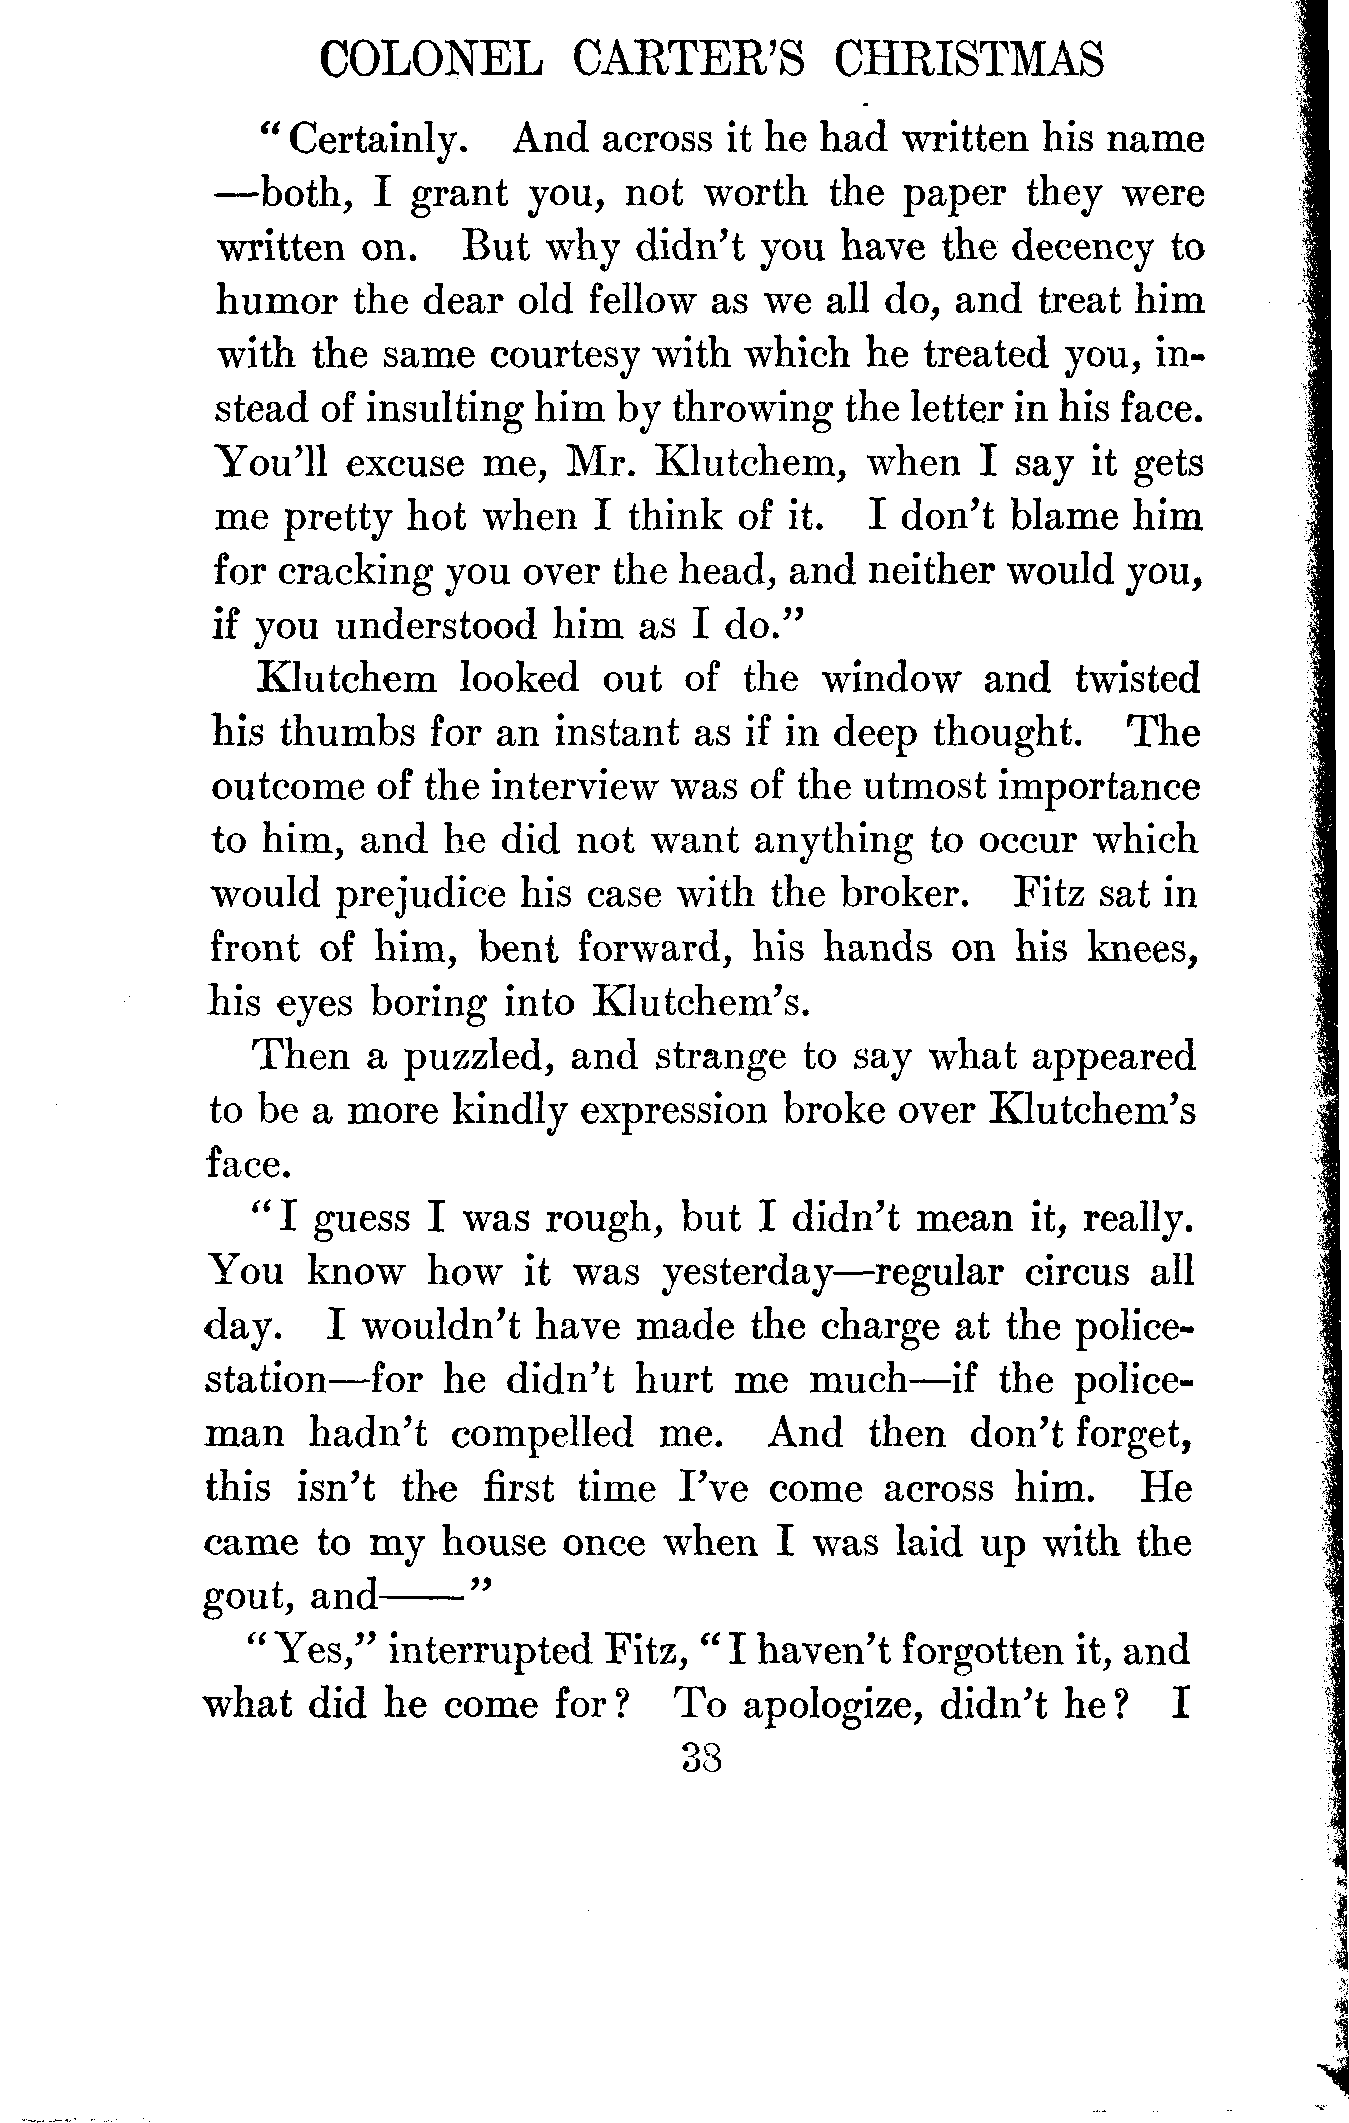 COLONEL CARTER'S CHRISTMAS
"Certainly. And across it he had written his name
—both, I grant you, not worth the paper they were
written on. But why didn't you have the decency to
humor the dear old fellow as we all do, and treat him
with the same courtesy with which he treated you, in-
stead of insulting him by throwing the letter in his face.
You'll excuse me, Mr. Klutchem, when I say it gets
me pretty hot when I think of it. I don't blame him
for cracking you over the head, and neither would you,
if you understood him as I do."
Klutchem looked out of the window and twisted
his thumbs for an instant as if in deep thought. The
outcome of the interview was of the utmost importance
to him, and he did not want anything to occur which
would prejudice his case with the broker. Fitz sat in
front of him, bent forward, his hands on his knees,
his eyes boring into Klutchem's.
Then a puzzled, and strange to say what appeared
to be a more kindly expression broke over Klutchem's
face.
"I guess I was rough, but I didn't mean it, really.
You know how it was yesterday—regular circus all
day. I wouldn't have made the charge at the police-
station—for he didn't hurt me much—if the police-
man hadn't compelled me. And then don't forget,
this isn't the first time I've come across him. He
came to my house once when I was laid up with the
gout, and——"
"Yes," interrupted Fitz, "I haven't forgotten it, and
what did he come for? To apologize, didn't he? I
38